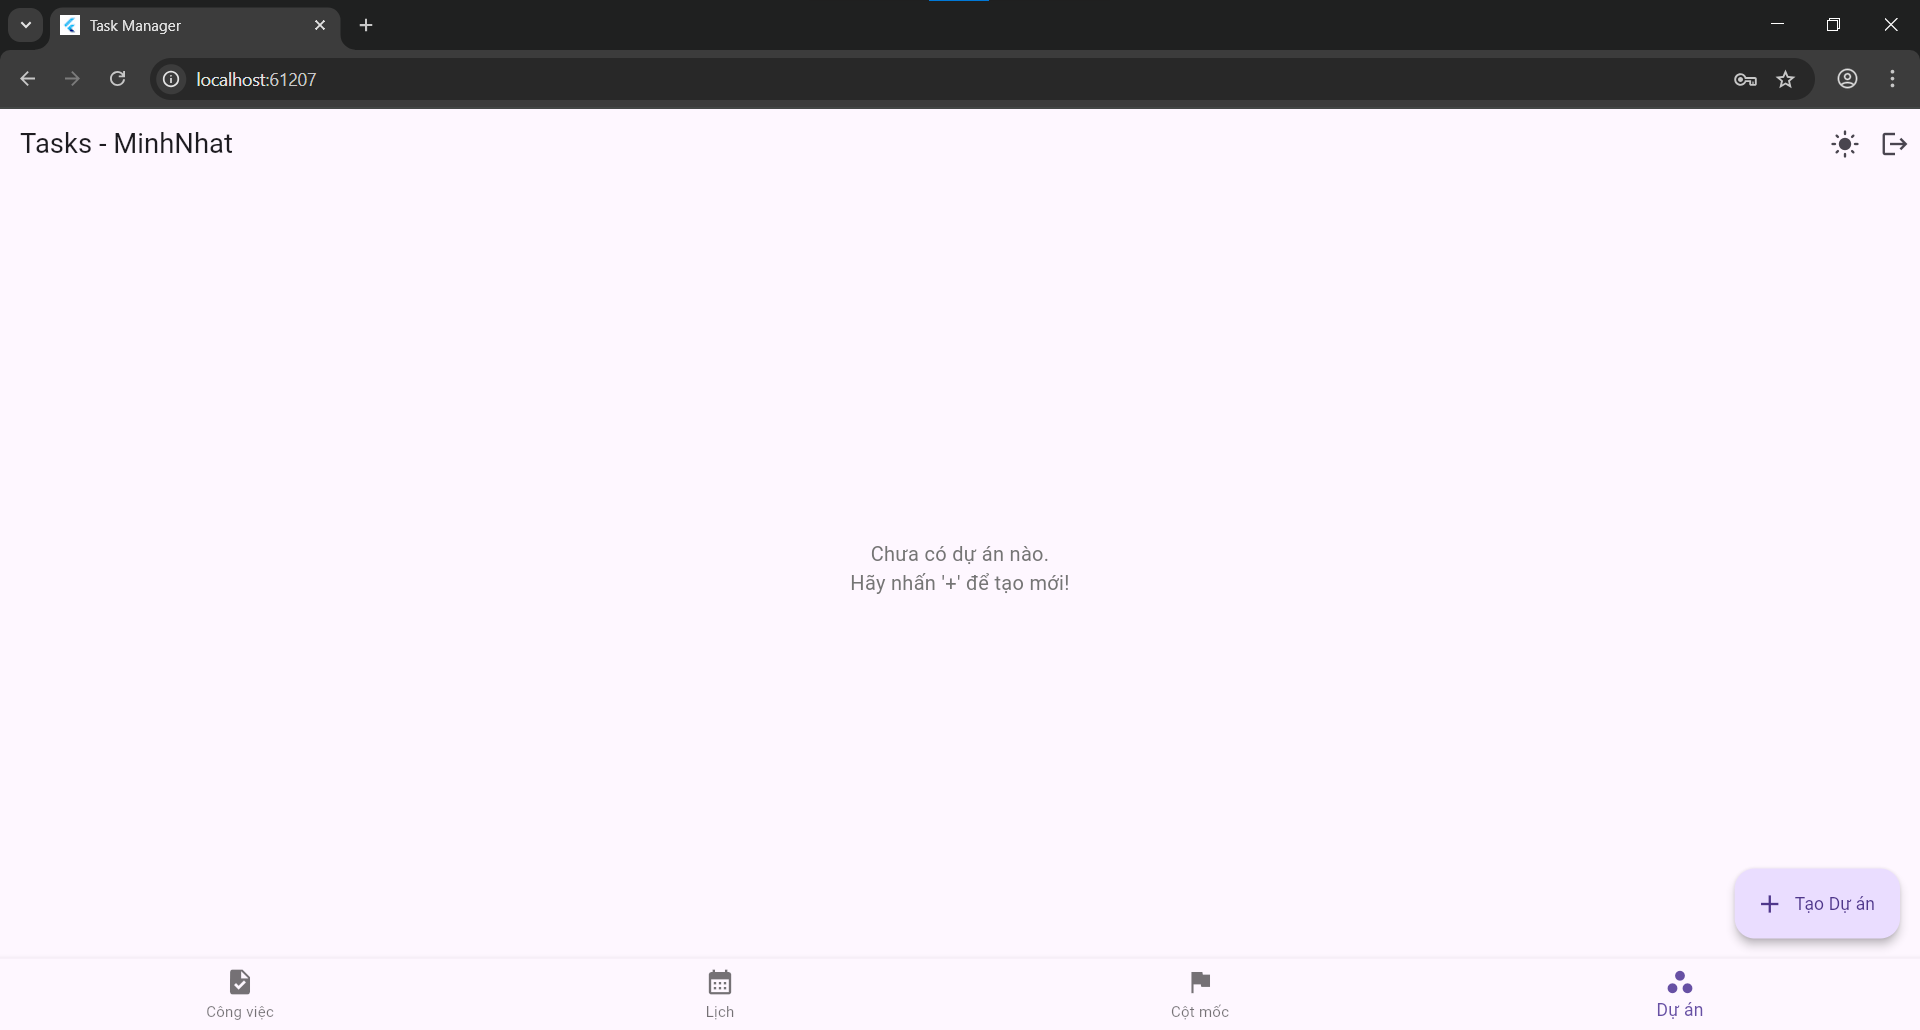 Task Manager
localhost:61207
Tasks - MinhNhat
Chưa có dự án nào.
Hãy nhấn '+' để tạo mới!
Tạo Dự án
Công việc
Lịch
Cột mốc
Dự án